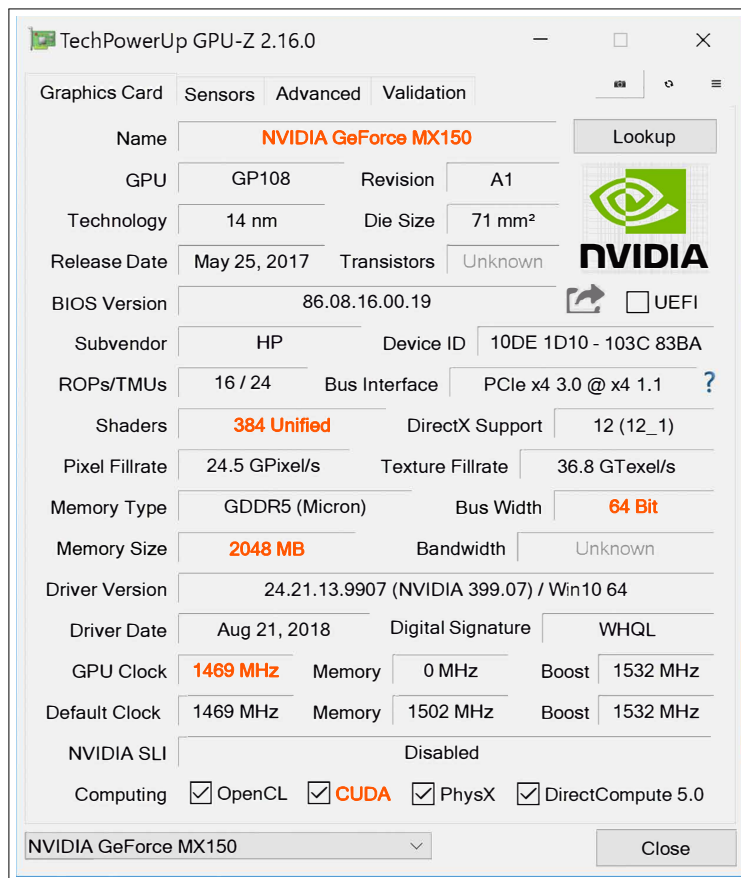 TechPowerUp GPU-Z 2.16.0
Graphics Card Sensors Advanced Validation
Name NVIDIA GeForce MX150 Lookup
GPU GP108 Revision A1
Technology 14 nm Die Size 71 mm²
Release Date May 25, 2017 Transistors Unknown
NVIDIA
BIOS Version 86.08.16.00.19 UEFI
Subvendor HP Device ID 10DE 1D10 - 103C 83BA
ROPs/TMUs 16 / 24 Bus Interface PCIe x4 3.0 @ x4 1.1 ?
Shaders 384 Unified DirectX Support 12 (12_1)
Pixel Fillrate 24.5 GPixel/s Texture Fillrate 36.8 GTexel/s
Memory Type GDDR5 (Micron) Bus Width 64 Bit
Memory Size 2048 MB Bandwidth Unknown
Driver Version 24.21.13.9907 (NVIDIA 399.07) / Win10 64
Driver Date Aug 21, 2018 Digital Signature WHQL
GPU Clock 1469 MHz Memory 0 MHz Boost 1532 MHz
Default Clock 1469 MHz Memory 1502 MHz Boost 1532 MHz
NVIDIA SLI Disabled
Computing OpenCL CUDA PhysX DirectCompute 5.0
NVIDIA GeForce MX150 Close